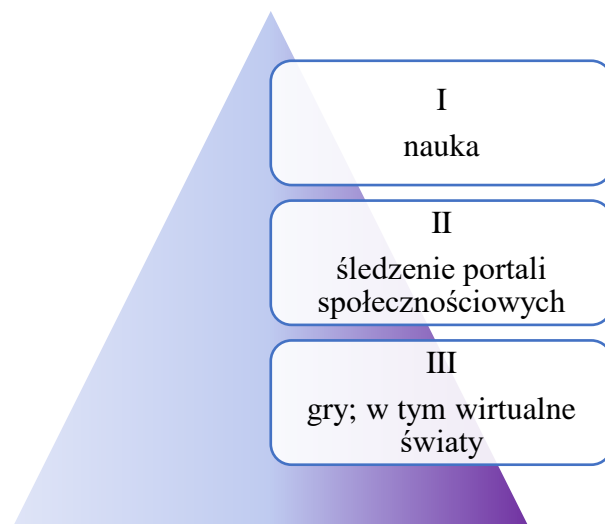 I
nauka
II
śledzenie portali
społecznościowych
III
gry; w tym wirtualne
światy